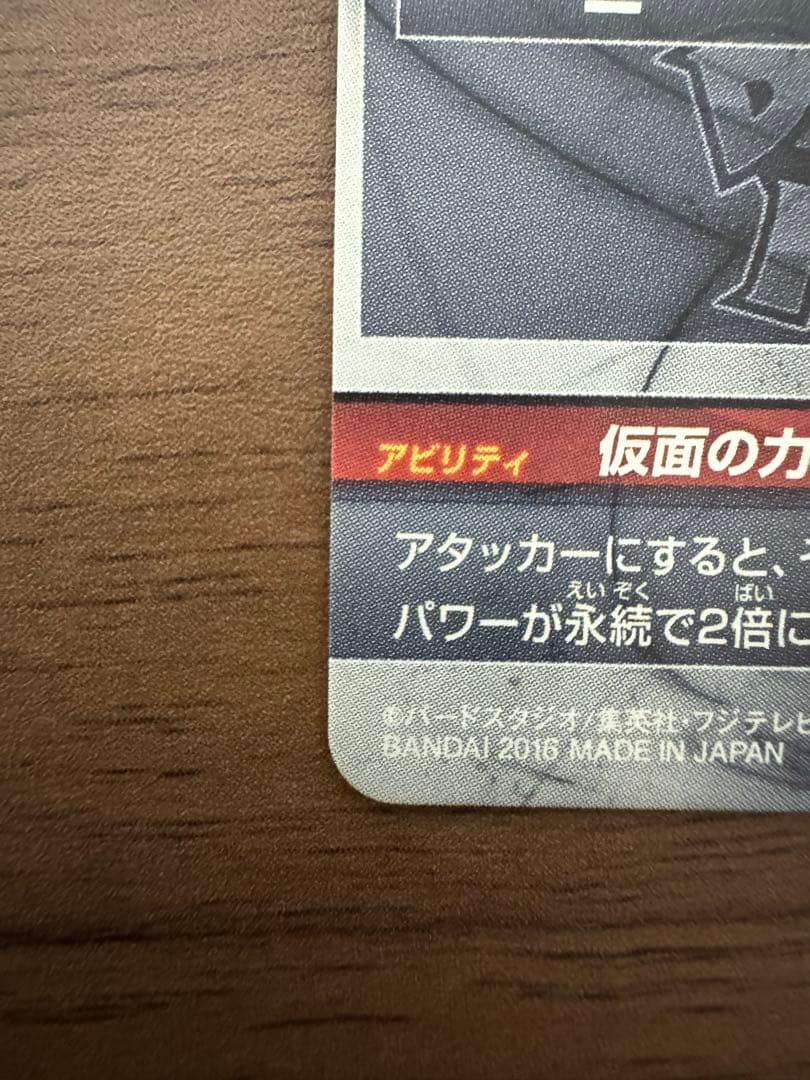 アビリティ 仮面の力
アタッカーにすると、
えいぞく ばい
パワーが永続で2倍に
©バードスタジオ/集英社・フジテレビ
BANDAI 2016 MADE IN JAPAN